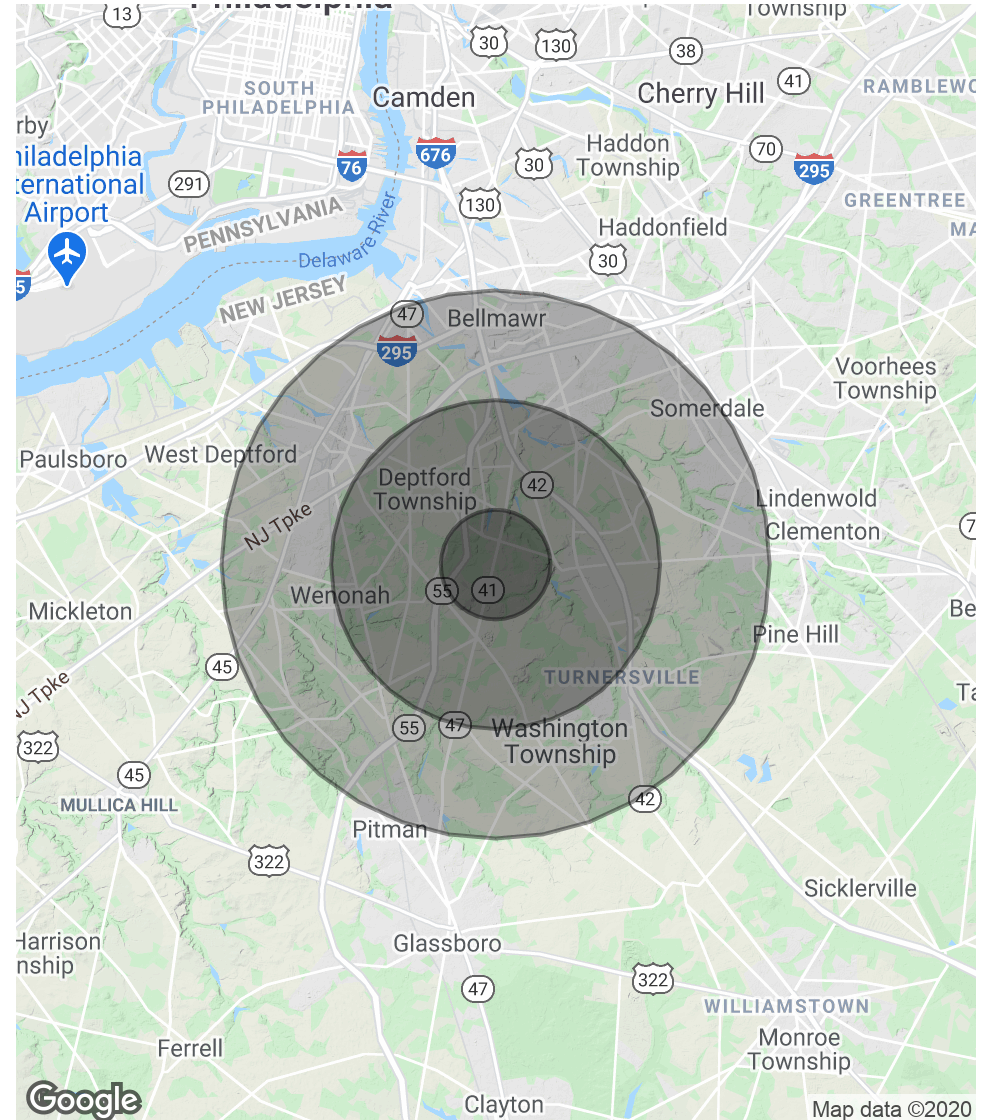 Philadelphia
Township
13
30
130
38
41
SOUTH
PHILADELPHIA
Camden
Cherry Hill
RAMBLEWO
rby
hiladelphia
ternational
Airport
291
76
676
30
Haddon
Township
70
295
130
GREENTREE
PENNSYLVANIA
Delaware River
Haddonfield
MA
30
5
NEW JERSEY
47
Bellmawr
295
Voorhees
Township
Somerdale
Paulsboro
West Deptford
Deptford
Township
42
NJ Tpke
Lindenwold
Clementon
7
55
41
Wenonah
Mickleton
Be
Pine Hill
45
TURNERSVILLE
NJ Tpke
Ta
55
47
Washington
Township
322
45
MULLICA HILL
42
Pitman
322
Sicklerville
Harrison
nship
Glassboro
322
47
WILLIAMSTOWN
Monroe
Township
Ferrell
Google
Clayton
Map data ©2020